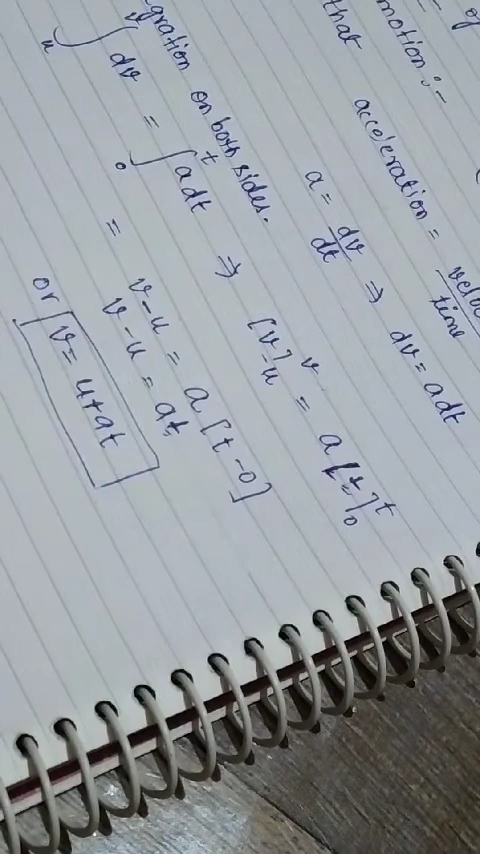 of
motion :-
that acceleration = velo/time
a = dv/dt ⇒ dv = adt
gration on both sides.
∫ᵤᵛ dv = ∫₀ᵗ adt ⇒ [v]ᵤᵛ = a [t]₀ᵗ
= v-u = a [t-0]
v-u = at
or v = u+at